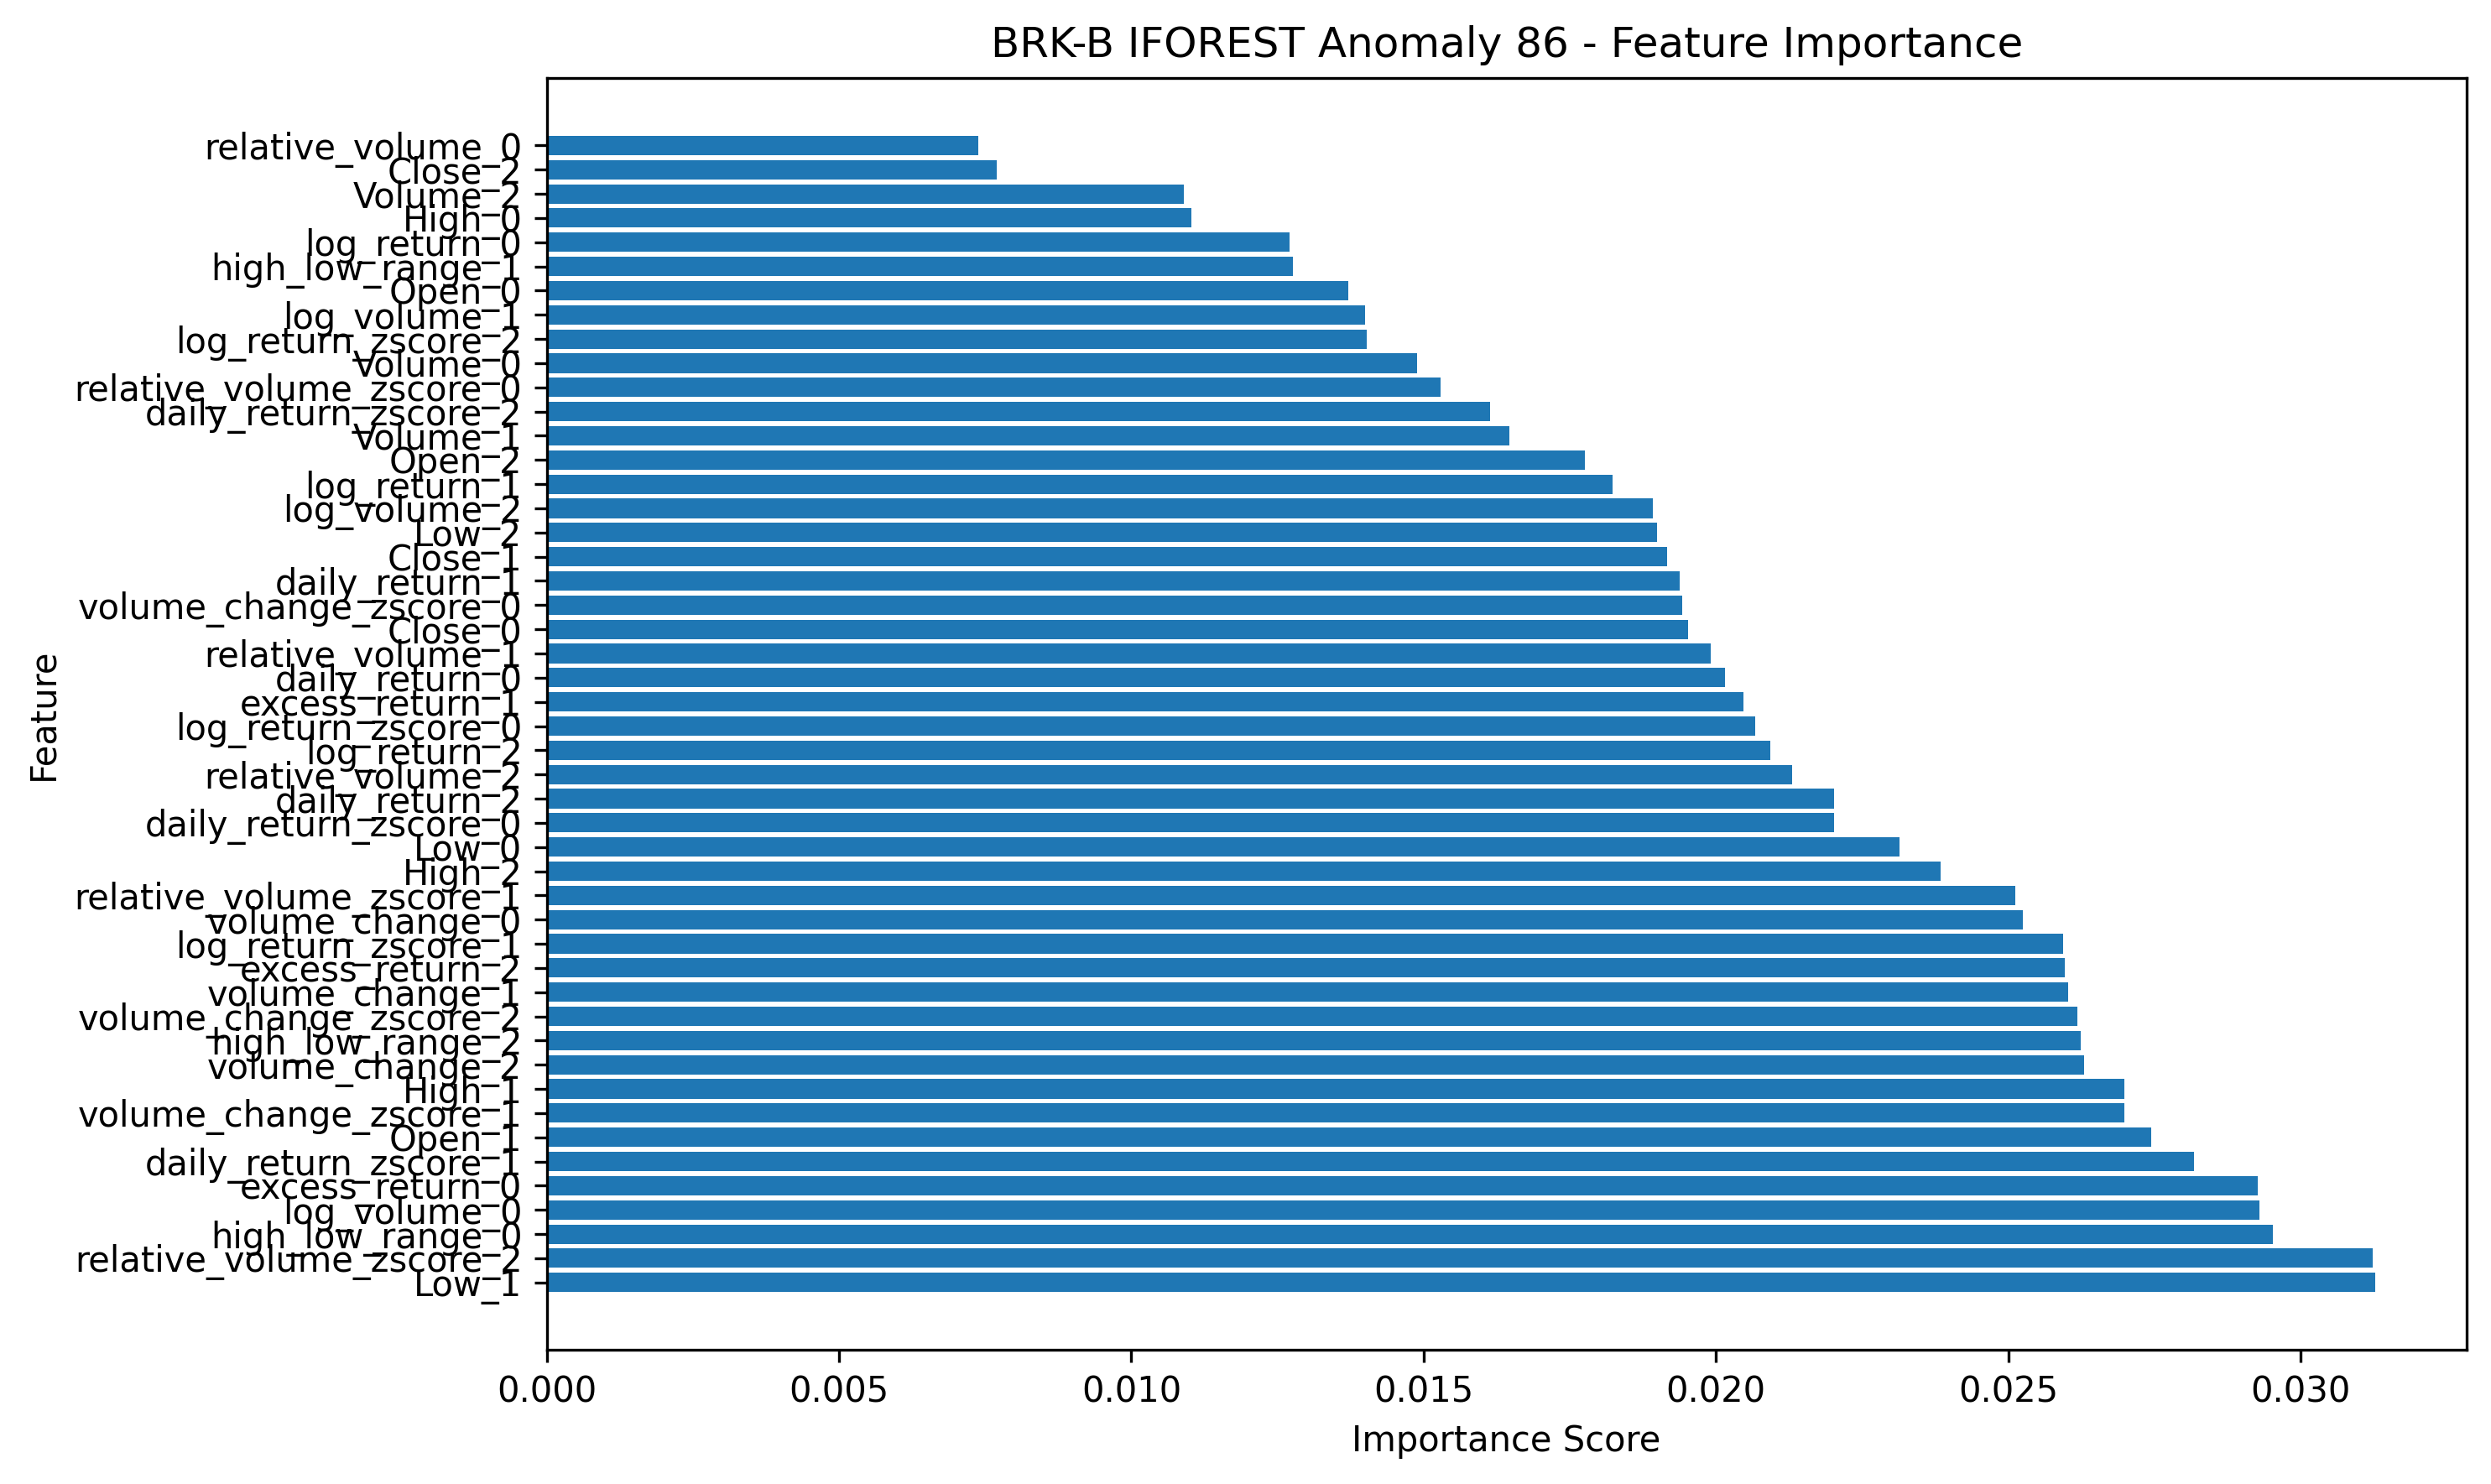 BRK-B IFOREST Anomaly 86 - Feature Importance
relative_volume_0
Close_2
Volume_2
High_0
log_return_0
high_low_range_1
Open_0
log_volume_1
log_return_zscore_2
Volume_0
relative_volume_zscore_0
daily_return_zscore_2
Volume_1
Open_2
log_return_1
log_volume_2
Low_2
Close_1
daily_return_1
volume_change_zscore_0
Close_0
relative_volume_1
daily_return_0
excess_return_1
log_return_zscore_0
log_return_2
relative_volume_2
daily_return_2
daily_return_zscore_0
Low_0
High_2
relative_volume_zscore_1
volume_change_0
log_return_zscore_1
excess_return_2
volume_change_1
volume_change_zscore_2
high_low_range_2
volume_change_2
High_1
volume_change_zscore_1
Open_1
daily_return_zscore_1
excess_return_0
log_volume_0
high_low_range_0
relative_volume_zscore_2
Low_1
Feature
0.000 0.005 0.010 0.015 0.020 0.025 0.030
Importance Score